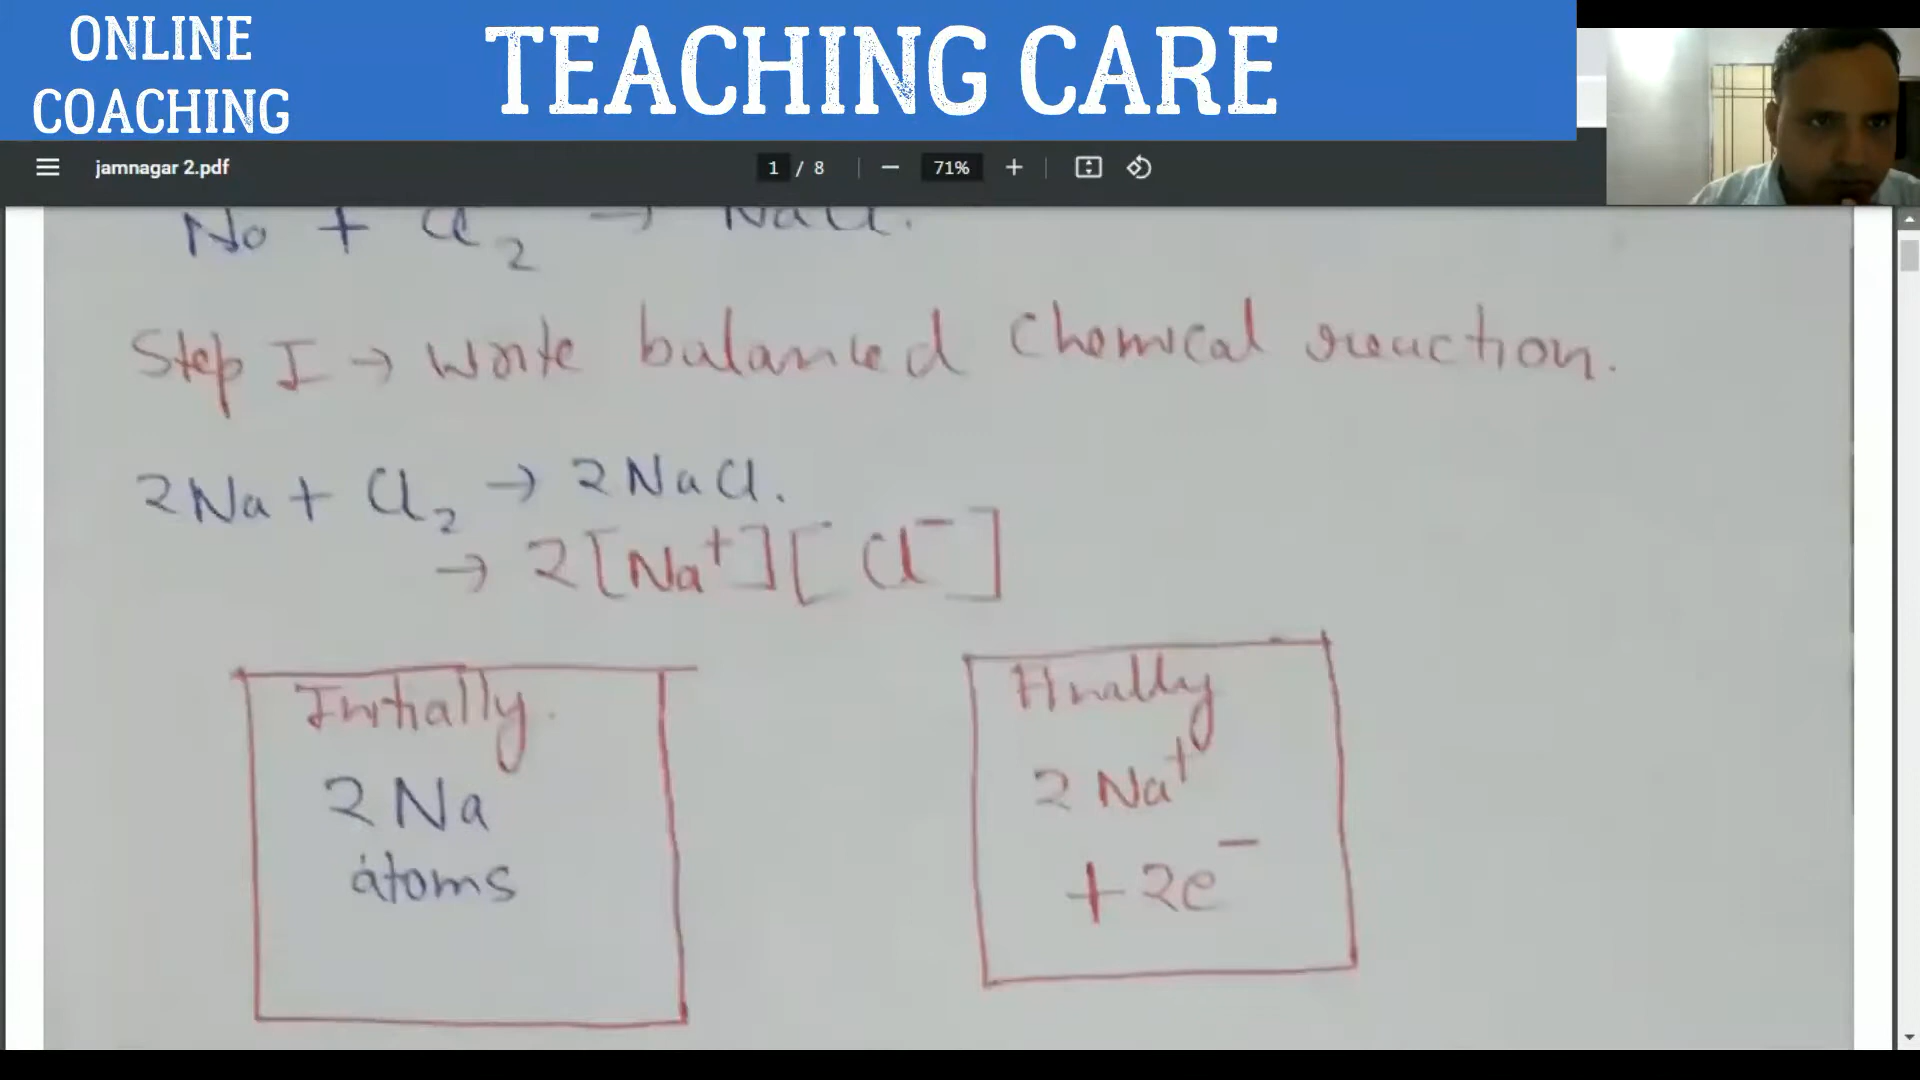 ONLINE
COACHING
TEACHING CARE
jamnagar 2.pdf
1 / 8
71%
Na + Cl2 → NaCl.
Step I → Write balanced Chemical reaction.
2Na + Cl2 → 2NaCl.
→ 2[Na+][Cl-]
Initially.
2 Na
atoms
Finally
2 Na+
+ 2e-